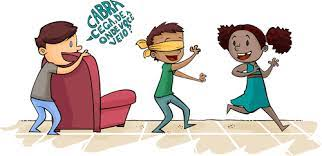 CABRA
-CEGA, DE
ONDE VOCÊ
VEIO?